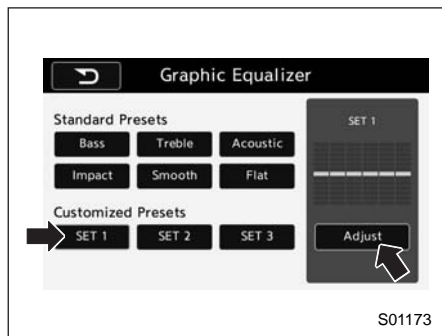 Graphic Equalizer
Standard Presets
SET 1
Bass Treble Acoustic
Impact Smooth Flat
Customized Presets
SET 1 SET 2 SET 3 Adjust
S01173